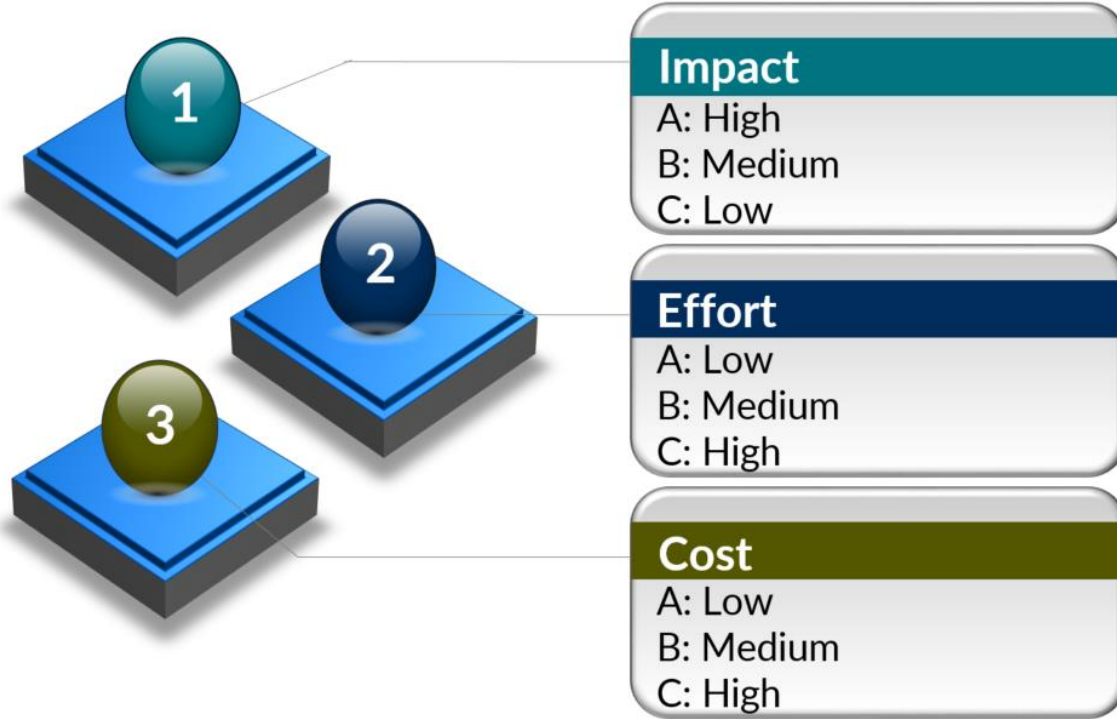 1
Impact
A: High
B: Medium
C: Low
2
Effort
A: Low
B: Medium
C: High
3
Cost
A: Low
B: Medium
C: High